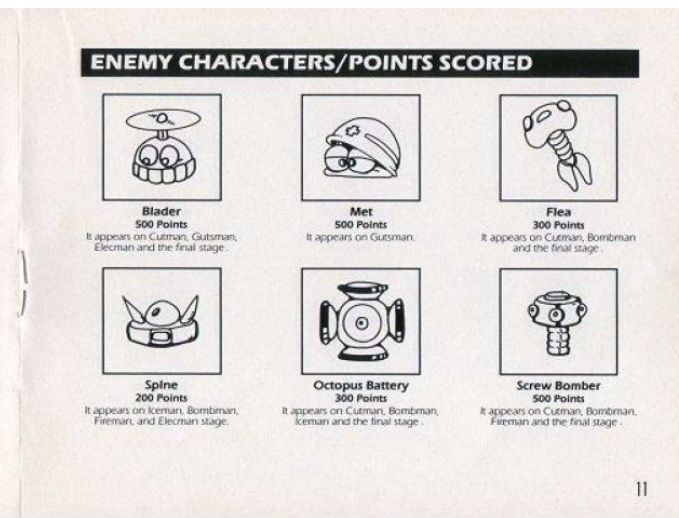 ENEMY CHARACTERS/POINTS SCORED
Blader
500 Points
It appears on Cutman, Gutsman,
Elecman and the final stage.
Met
500 Points
It appears on Gutsman.
Flea
300 Points
It appears on Cutman, Bombman
and the final stage.
Spine
200 Points
It appears on Iceman, Bombman,
Fireman, and Elecman stage.
Octopus Battery
300 Points
It appears on Cutman, Bombman,
Iceman and the final stage.
Screw Bomber
500 Points
It appears on Cutman, Bombman,
Fireman and the final stage.
11